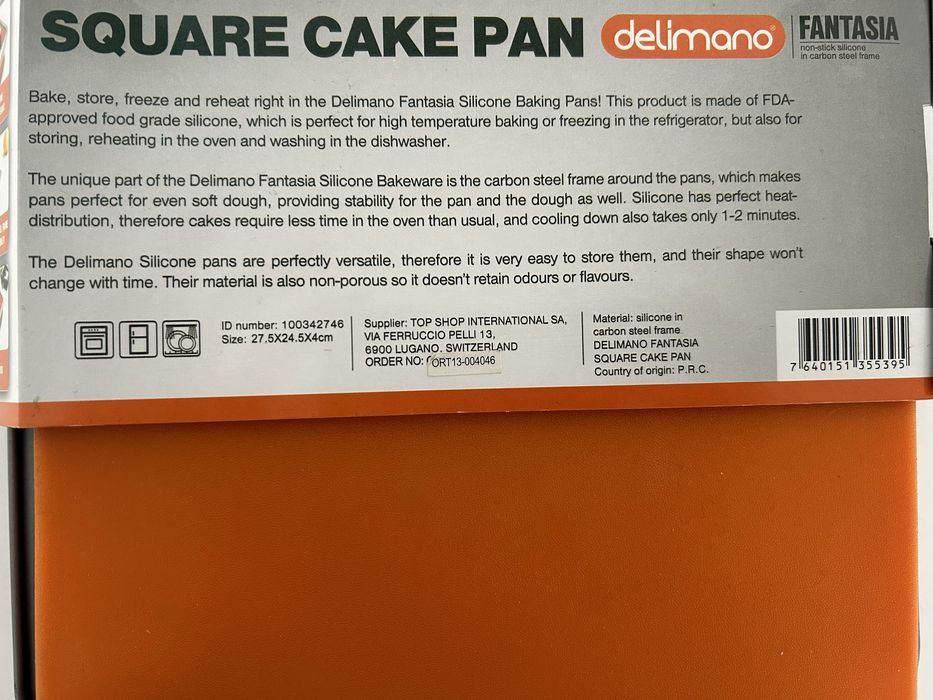 SQUARE CAKE PAN delimano® FANTASIA
non-stick silicone
in carbon steel frame
Bake, store, freeze and reheat right in the Delimano Fantasia Silicone Baking Pans! This product is made of FDA-
approved food grade silicone, which is perfect for high temperature baking or freezing in the refrigerator, but also for
storing, reheating in the oven and washing in the dishwasher.
The unique part of the Delimano Fantasia Silicone Bakeware is the carbon steel frame around the pans, which makes
pans perfect for even soft dough, providing stability for the pan and the dough as well. Silicone has perfect heat-
distribution, therefore cakes require less time in the oven than usual, and cooling down also takes only 1-2 minutes.
The Delimano Silicone pans are perfectly versatile, therefore it is very easy to store them, and their shape won't
change with time. Their material is also non-porous so it doesn't retain odours or flavours.
ID number: 100342746
Size: 27.5X24.5X4cm
Supplier: TOP SHOP INTERNATIONAL SA,
VIA FERRUCCIO PELLI 13,
6900 LUGANO. SWITZERLAND
ORDER NO: ORT13-004046
Material: silicone in
carbon steel frame
DELIMANO FANTASIA
SQUARE CAKE PAN
Country of origin: P.R.C.
7 640151 355395